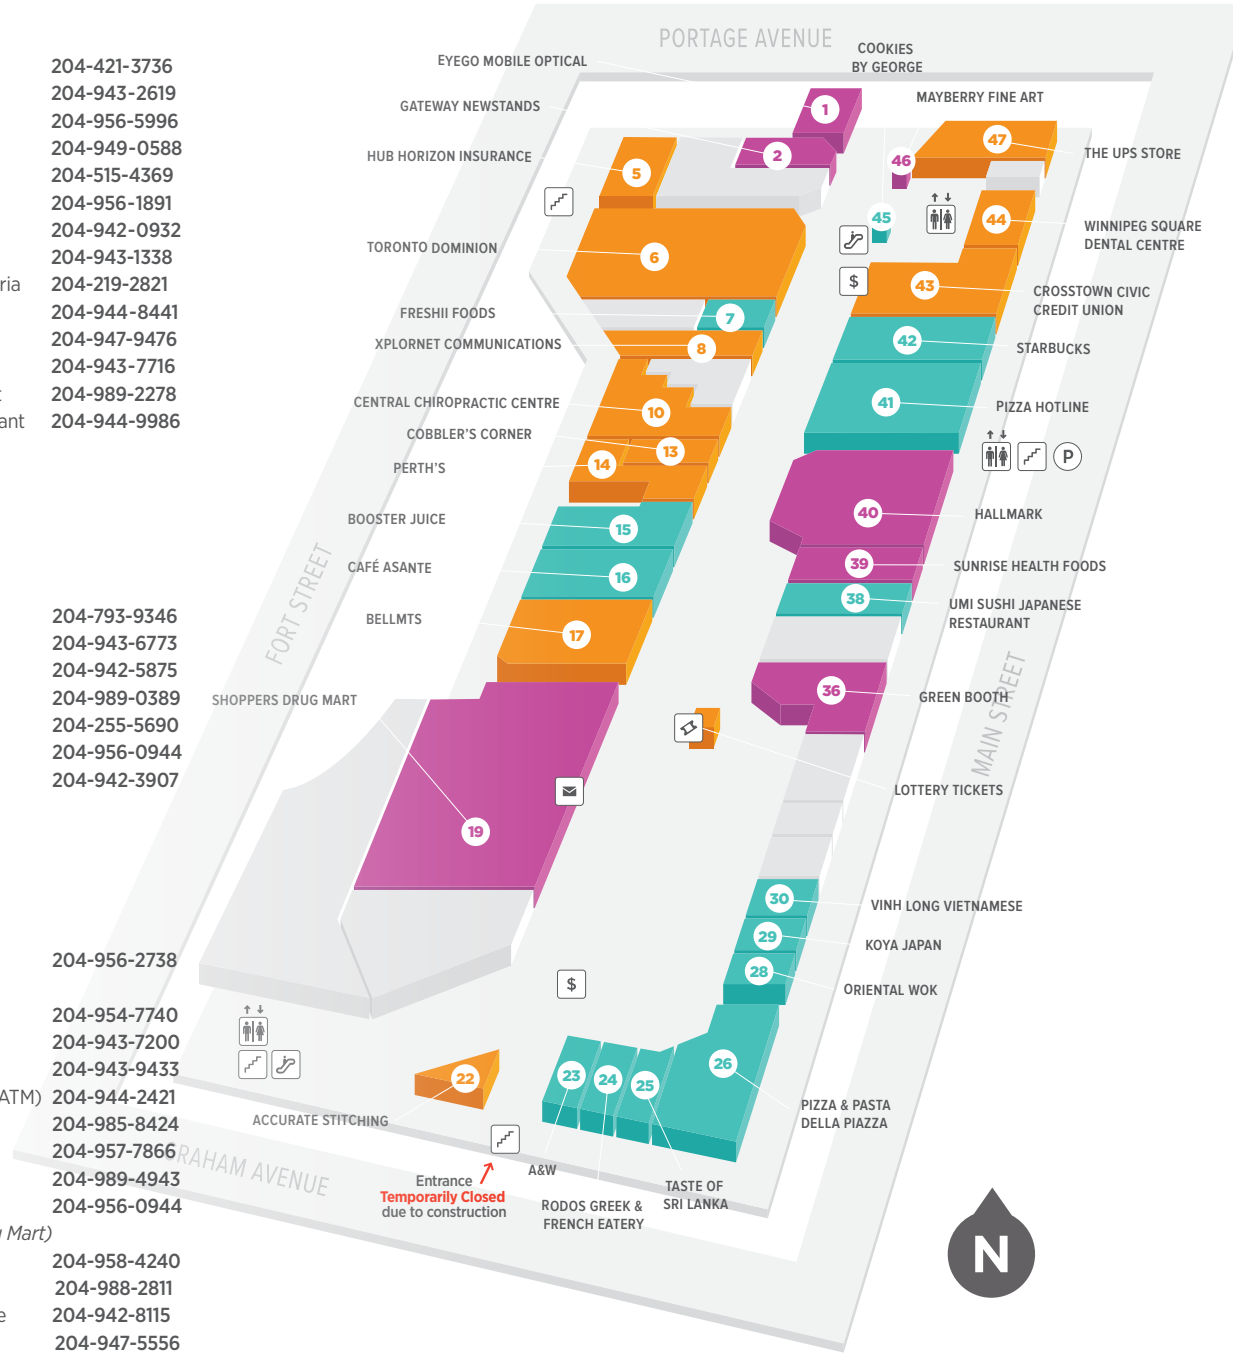 204-421-3736
204-943-2619
204-956-5996
204-949-0588
204-515-4369
204-956-1891
204-942-0932
204-943-1338
ria 204-219-2821
204-944-8441
204-947-9476
204-943-7716
t 204-989-2278
ant 204-944-9986
204-793-9346
204-943-6773
204-942-5875
204-989-0389
204-255-5690
204-956-0944
204-942-3907
204-956-2738
204-954-7740
204-943-7200
204-943-9433
ATM) 204-944-2421
204-985-8424
204-957-7866
204-989-4943
204-956-0944
g Mart)
204-958-4240
204-988-2811
e 204-942-8115
204-947-5556
PORTAGE AVENUE
EYEGO MOBILE OPTICAL
COOKIES
BY GEORGE
GATEWAY NEWSTANDS
MAYBERRY FINE ART
1
HUB HORIZON INSURANCE
2
47
THE UPS STORE
5
46
45
44
WINNIPEG SQUARE
DENTAL CENTRE
TORONTO DOMINION
6
$
43
CROSSTOWN CIVIC
CREDIT UNION
FRESHII FOODS
7
XPLORNET COMMUNICATIONS
8
42
STARBUCKS
CENTRAL CHIROPRACTIC CENTRE
10
41
PIZZA HOTLINE
COBBLER'S CORNER
13
P
PERTH'S
14
BOOSTER JUICE
15
40
HALLMARK
CAFÉ ASANTE
16
39
SUNRISE HEALTH FOODS
38
UMI SUSHI JAPANESE
RESTAURANT
BELLMTS
17
FORT STREET
MAIN STREET
SHOPPERS DRUG MART
36
GREEN BOOTH
LOTTERY TICKETS
19
30
VINH LONG VIETNAMESE
29
KOYA JAPAN
28
ORIENTAL WOK
$
22
23
24
25
26
ACCURATE STITCHING
PIZZA & PASTA
DELLA PIAZZA
RAHAM AVENUE
Entrance
Temporarily Closed
due to construction
A&W
RODOS GREEK &
FRENCH EATERY
TASTE OF
SRI LANKA
N